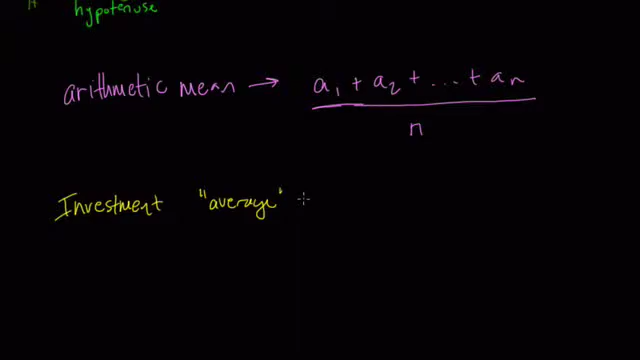 hypotenuse
arithmetic mean → a₁ + a₂ + ... + aₙ
n
Investment "average"